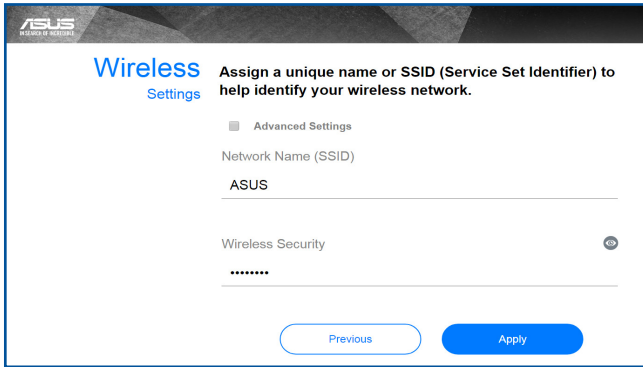 ASUS
IN SEARCH OF INCREDIBLE
Wireless
Settings
Assign a unique name or SSID (Service Set Identifier) to
help identify your wireless network.
Advanced Settings
Network Name (SSID)
ASUS
Wireless Security
••••••••
Previous
Apply